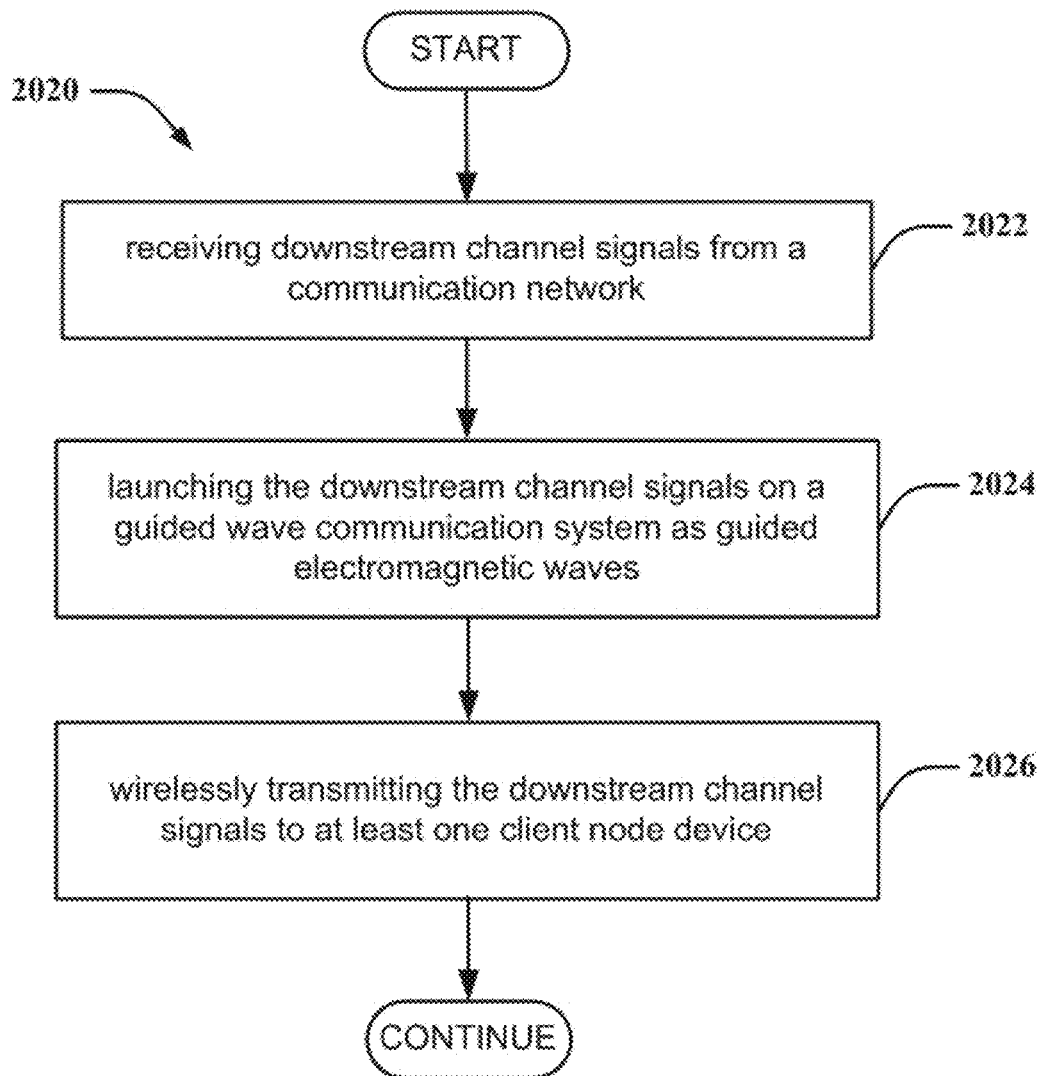 START
2020
receiving downstream channel signals from a
communication network
2022
launching the downstream channel signals on a
guided wave communication system as guided
electromagnetic waves
2024
wirelessly transmitting the downstream channel
signals to at least one client node device
2026
CONTINUE